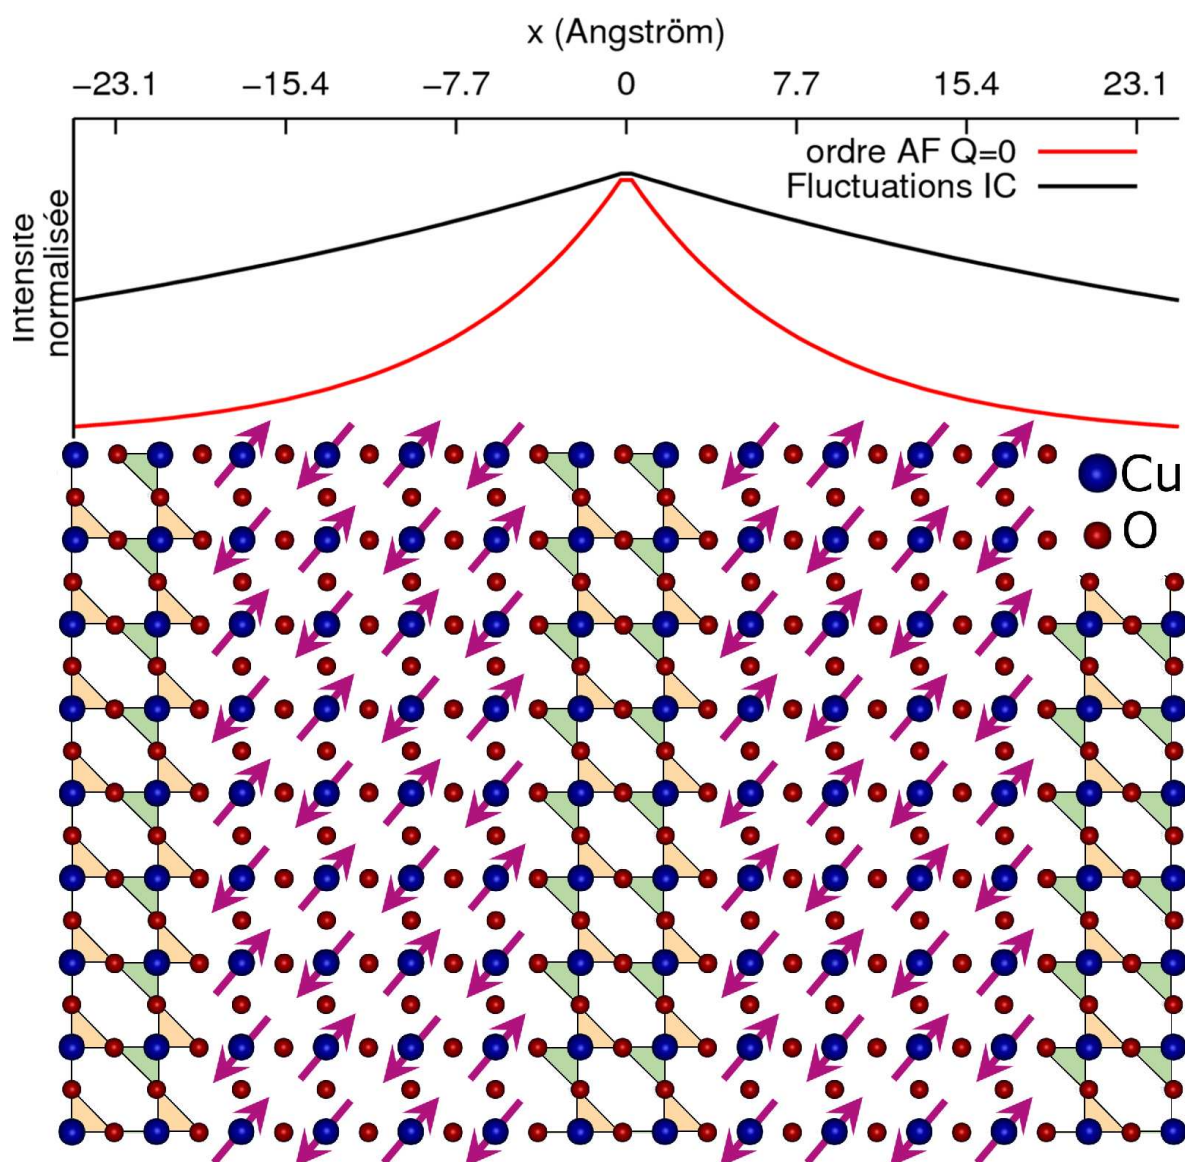 x (Angström)
−23.1 −15.4 −7.7 0 7.7 15.4 23.1
ordre AF Q=0
Fluctuations IC
Intensite
normalisée
Cu
O